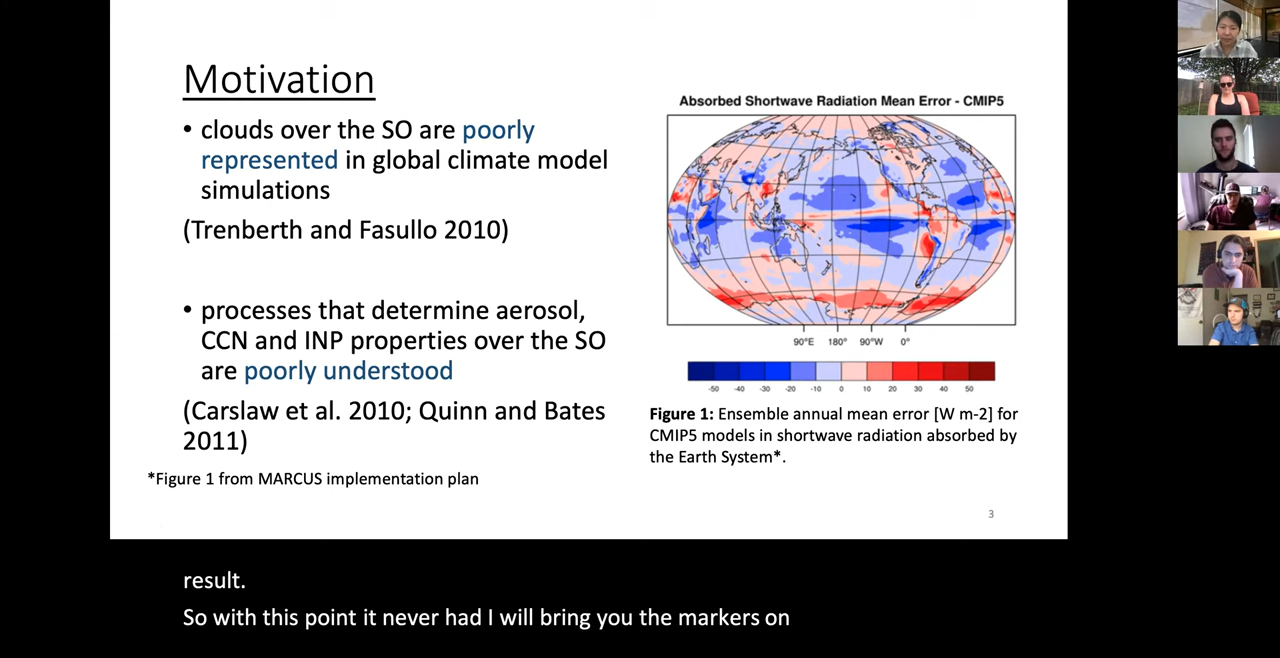 Motivation
• clouds over the SO are poorly
represented in global climate model
simulations
(Trenberth and Fasullo 2010)
• processes that determine aerosol,
CCN and INP properties over the SO
are poorly understood
(Carslaw et al. 2010; Quinn and Bates
2011)
*Figure 1 from MARCUS implementation plan
Absorbed Shortwave Radiation Mean Error - CMIP5
90°E 180° 90°W 0°
-50 -40 -30 -20 -10 0 10 20 30 40 50
Figure 1: Ensemble annual mean error [W m-2] for
CMIP5 models in shortwave radiation absorbed by
the Earth System*.
3
result.
So with this point it never had I will bring you the markers on